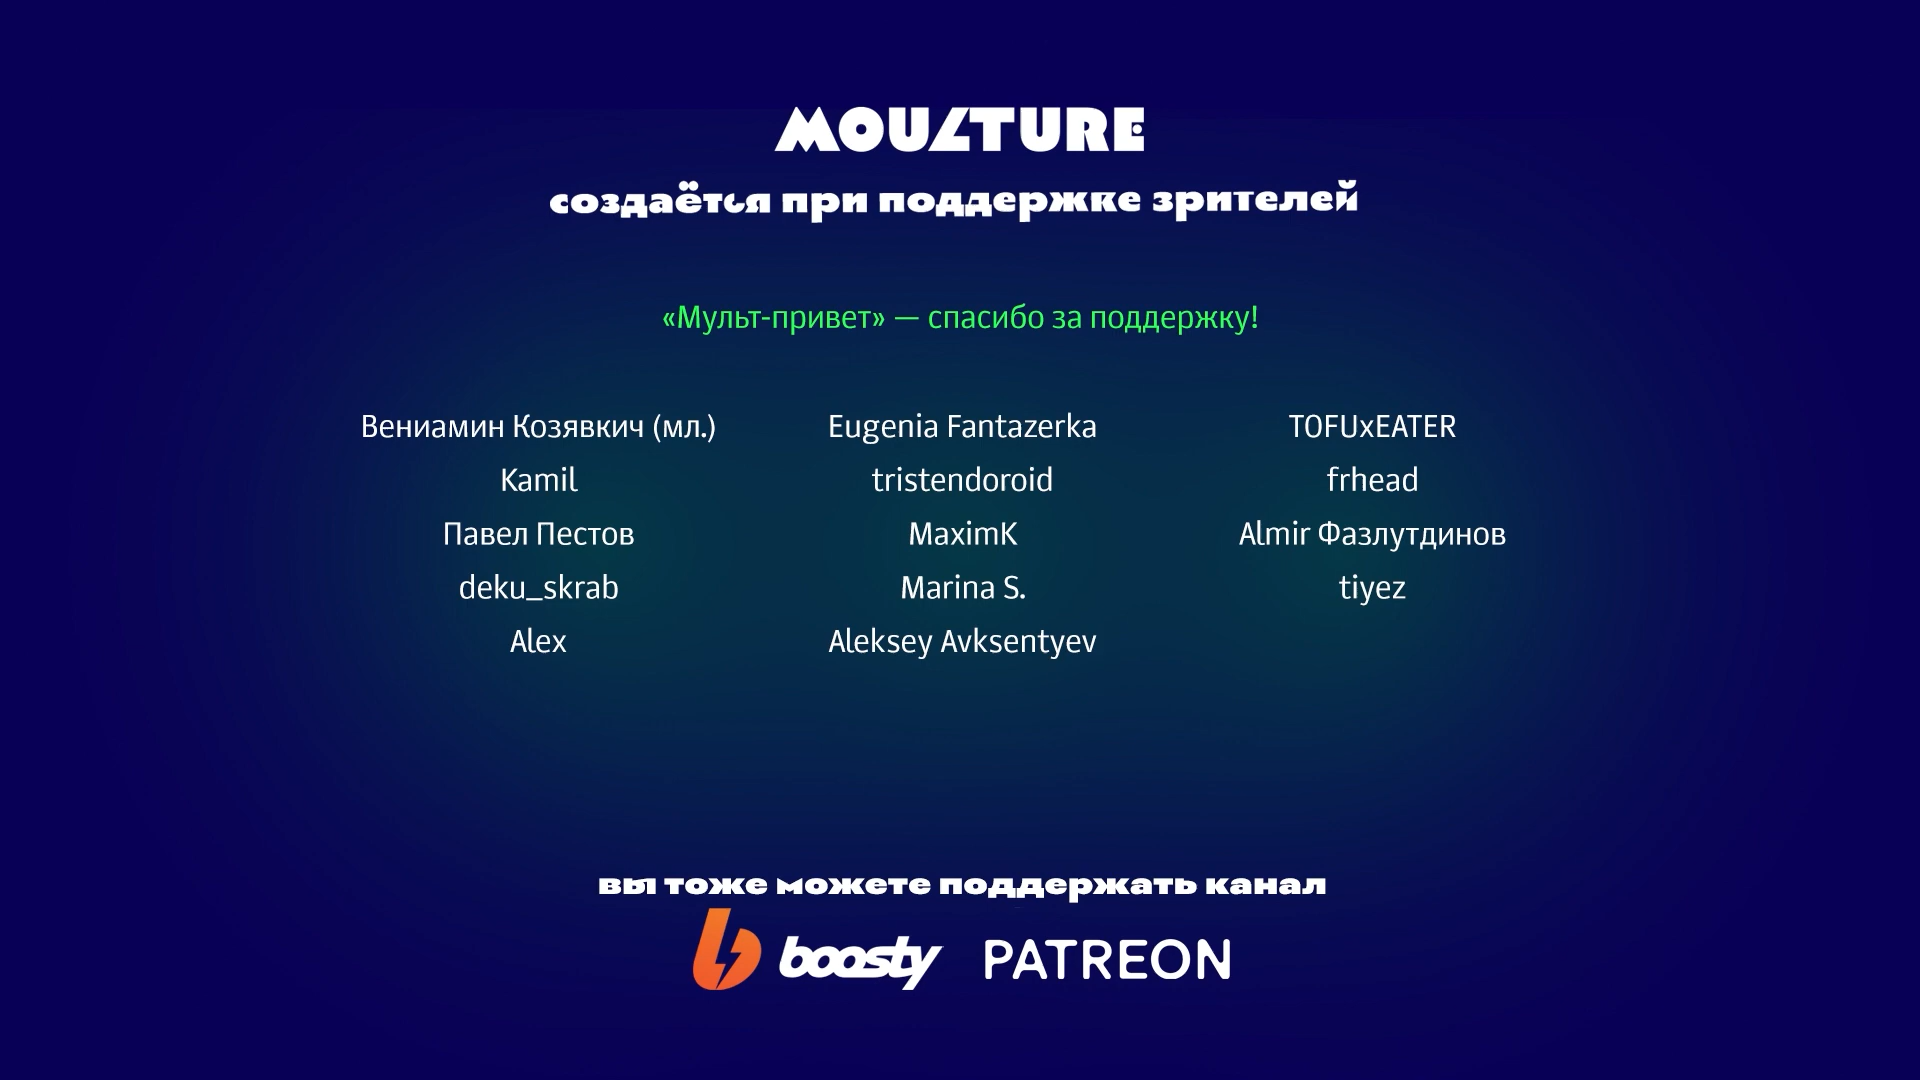 MOULTURE
создаётся при поддержке зрителей
«Мульт-привет» — спасибо за поддержку!
Вениамин Козявкич (мл.)
Kamil
Павел Пестов
deku_skrab
Alex
Eugenia Fantazerka
tristendoroid
MaximK
Marina S.
Aleksey Avksentyev
TOFUxEATER
frhead
Almir Фазлутдинов
tiyez
вы тоже можете поддержать канал
boosty PATREON